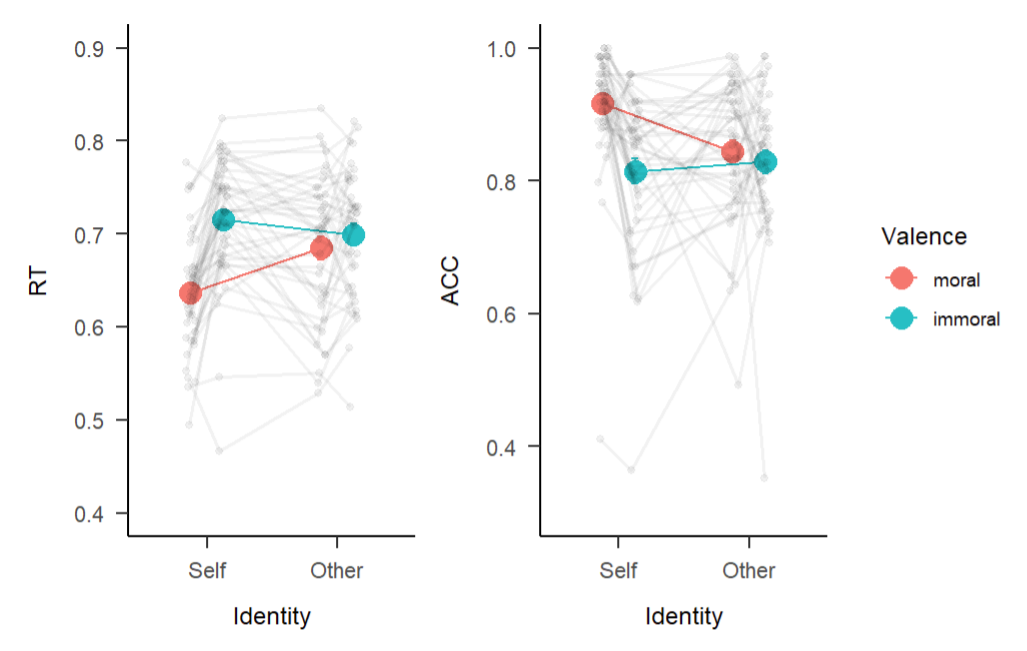 RT
0.9
0.8
0.7
0.6
0.5
0.4
Self Other
Identity
ACC
1.0
0.8
0.6
0.4
Self Other
Identity
Valence
moral
immoral